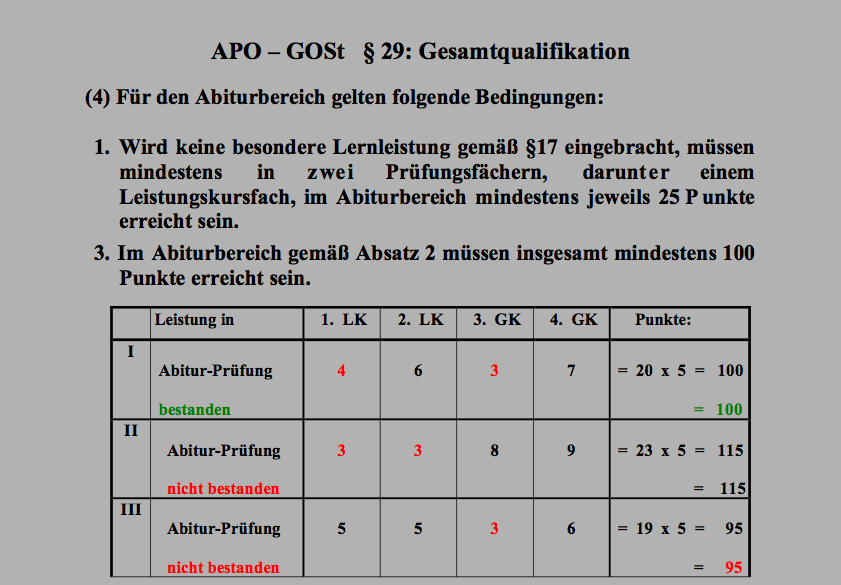 APO – GOSt § 29: Gesamtqualifikation
(4) Für den Abiturbereich gelten folgende Bedingungen:
1. Wird keine besondere Lernleistung gemäß §17 eingebracht, müssen
mindestens in zwei Prüfungsfächern, darunter einem
Leistungskursfach, im Abiturbereich mindestens jeweils 25 Punkte
erreicht sein.
3. Im Abiturbereich gemäß Absatz 2 müssen insgesamt mindestens 100
Punkte erreicht sein.
Leistung in 1. LK 2. LK 3. GK 4. GK Punkte:
I
Abitur-Prüfung 4 6 3 7 = 20 x 5 = 100
bestanden = 100
II
Abitur-Prüfung 3 3 8 9 = 23 x 5 = 115
nicht bestanden = 115
III
Abitur-Prüfung 5 5 3 6 = 19 x 5 = 95
nicht bestanden = 95